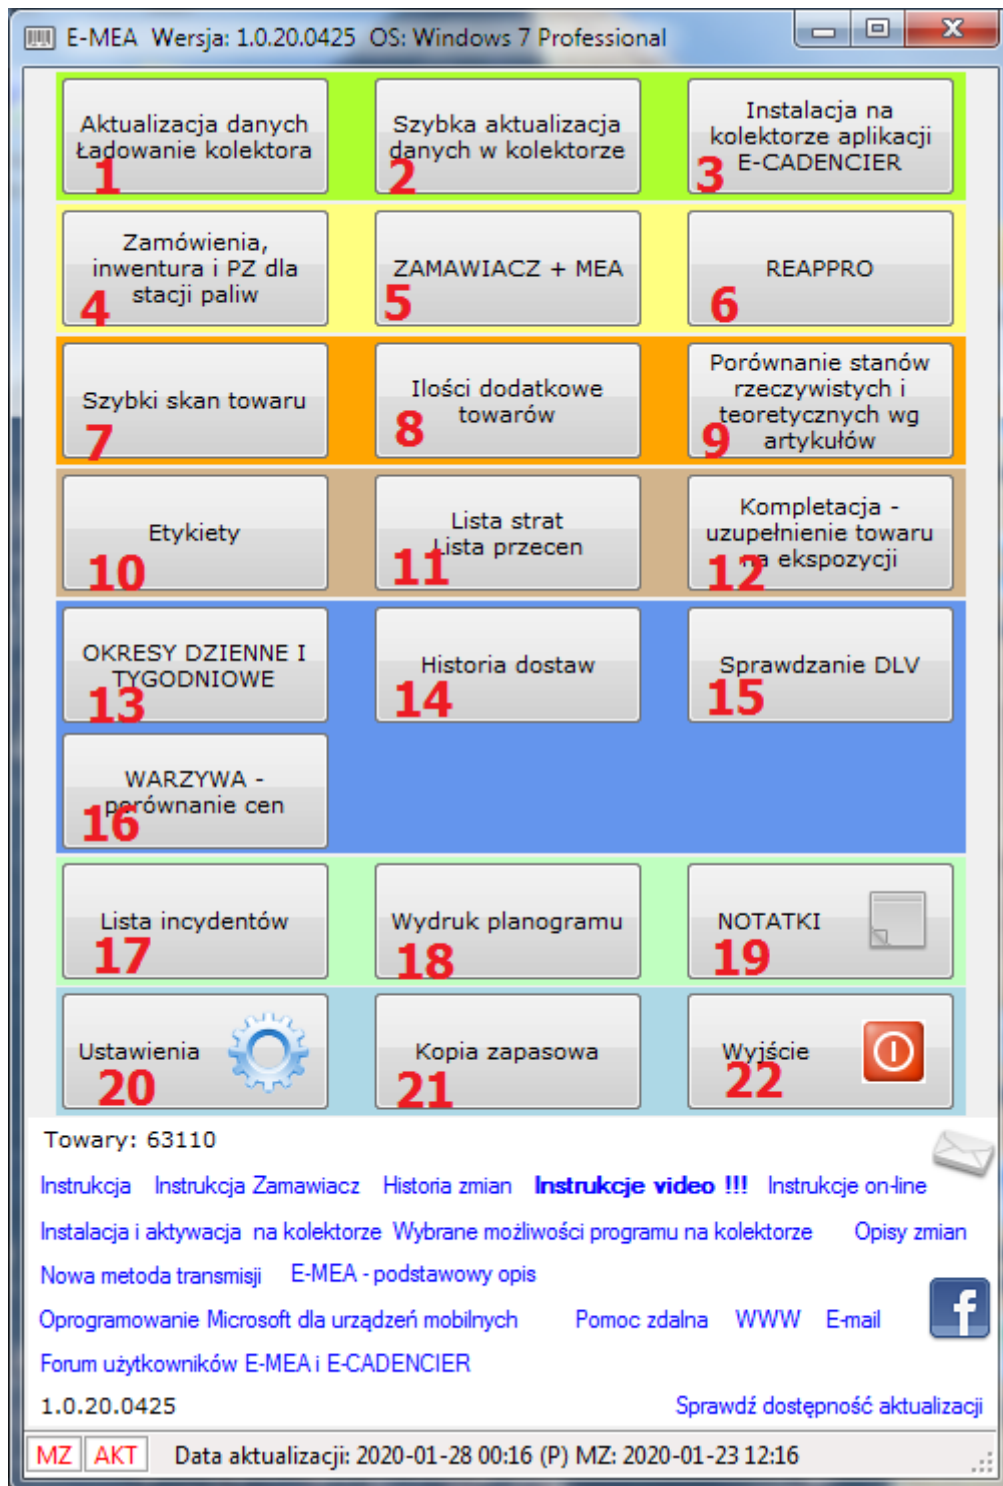 E-MEA Wersja: 1.0.20.0425 OS: Windows 7 Professional
Aktualizacja danych
Ładowanie kolektora
1
Szybka aktualizacja
danych w kolektorze
2
Instalacja na
kolektorze aplikacji
E-CADENCIER
3
Zamówienia,
inwentura i PZ dla
stacji paliw
4
ZAMAWIACZ + MEA
5
REAPPRO
6
Szybki skan towaru
7
Ilości dodatkowe
towarów
8
Porównanie stanów
rzeczywistych i
teoretycznych wg
artykułów
9
Etykiety
10
Lista strat
Lista przecen
11
Kompletacja -
uzupełnienie towaru
na ekspozycji
12
OKRESY DZIENNE I
TYGODNIOWE
13
Historia dostaw
14
Sprawdzanie DLV
15
WARZYWA -
porównanie cen
16
Lista incydentów
17
Wydruk planogramu
18
NOTATKI
19
Ustawienia
20
Kopia zapasowa
21
Wyjście
22
Towary: 63110
Instrukcja Instrukcja Zamawiacz Historia zmian Instrukcje video !!! Instrukcje on-line
Instalacja i aktywacja na kolektorze Wybrane możliwości programu na kolektorze Opisy zmian
Nowa metoda transmisji E-MEA - podstawowy opis
Oprogramowanie Microsoft dla urządzeń mobilnych Pomoc zdalna WWW E-mail
f
Forum użytkowników E-MEA i E-CADENCIER
1.0.20.0425 Sprawdź dostępność aktualizacji
MZ AKT Data aktualizacji: 2020-01-28 00:16 (P) MZ: 2020-01-23 12:16